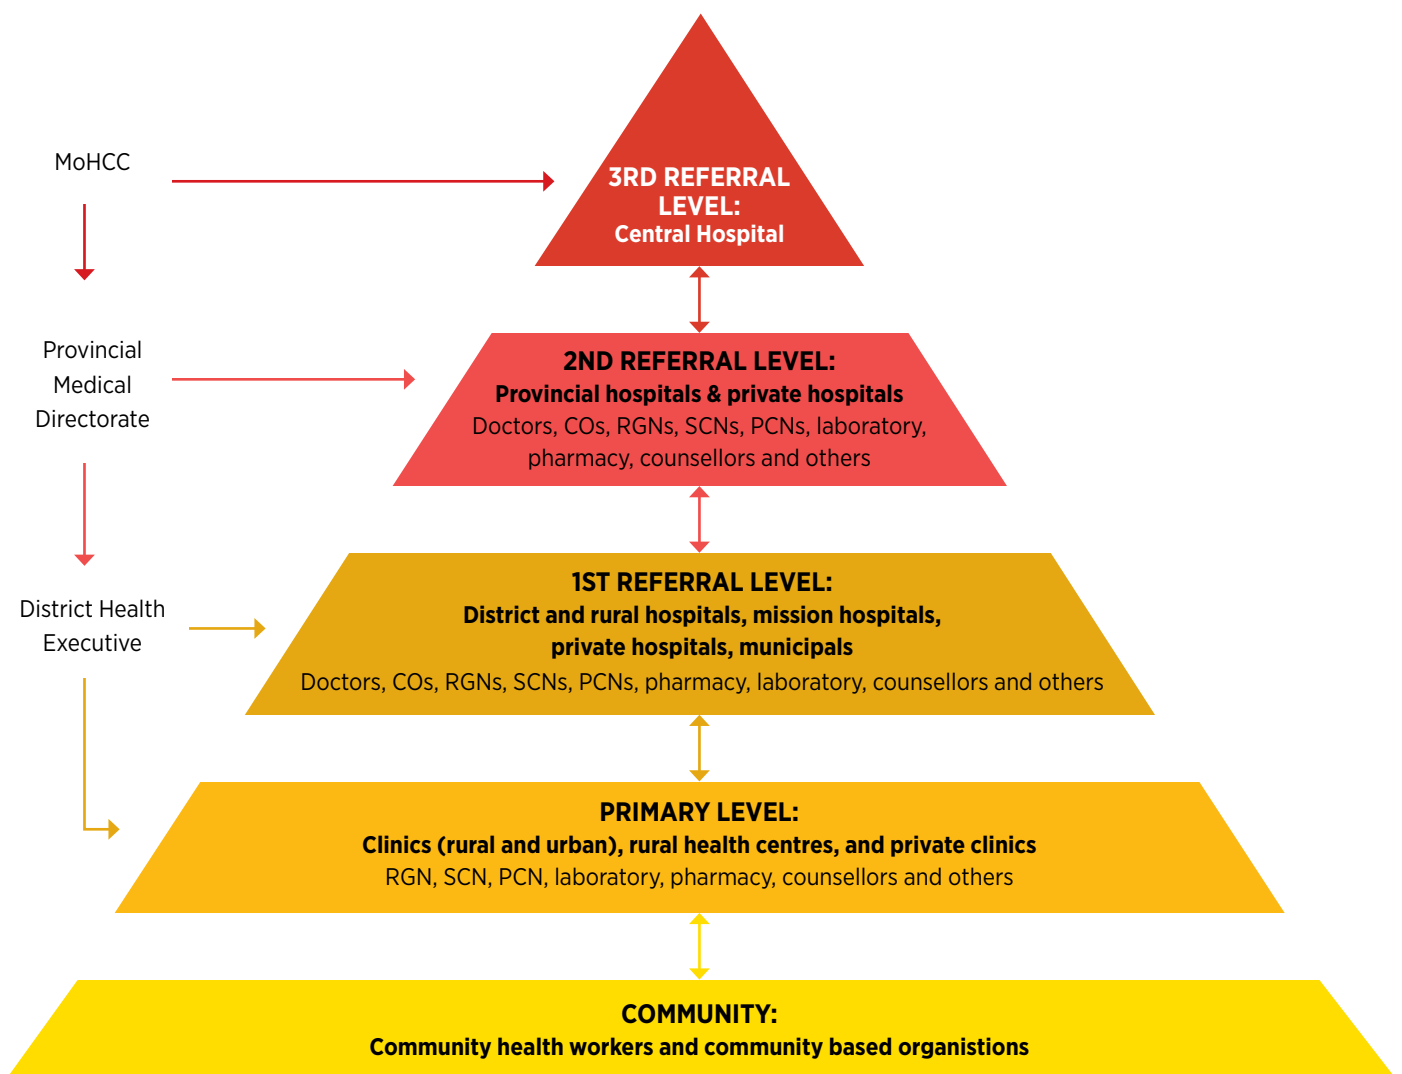 MoHCC
3RD REFERRAL
LEVEL:
Central Hospital
Provincial
Medical
Directorate
2ND REFERRAL LEVEL:
Provincial hospitals & private hospitals
Doctors, COs, RGNs, SCNs, PCNs, laboratory,
pharmacy, counsellors and others
District Health
Executive
1ST REFERRAL LEVEL:
District and rural hospitals, mission hospitals,
private hospitals, municipals
Doctors, COs, RGNs, SCNs, PCNs, pharmacy, laboratory, counsellors and others
PRIMARY LEVEL:
Clinics (rural and urban), rural health centres, and private clinics
RGN, SCN, PCN, laboratory, pharmacy, counsellors and others
COMMUNITY:
Community health workers and community based organistions